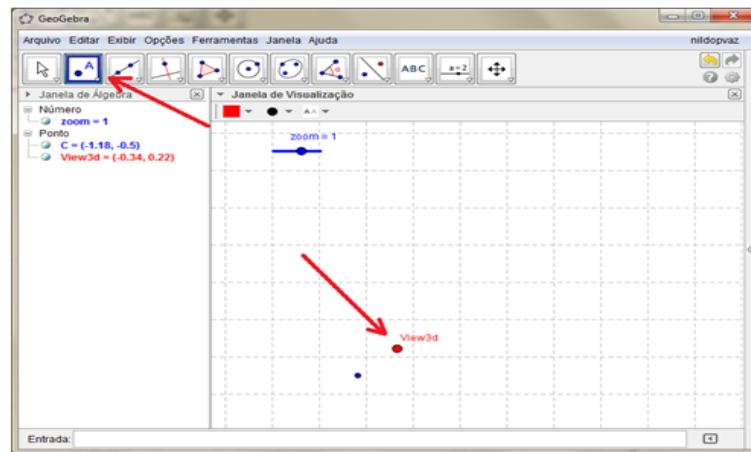 GeoGebra
Arquivo Editar Exibir Opções Ferramentas Janela Ajuda nildopvaz
A ABC a=2
Janela de Álgebra Janela de Visualização
Número
zoom = 1
Ponto
C = (-1.18, -0.5)
View3d = (-0.34, 0.22)
zoom = 1
View3d
Entrada: